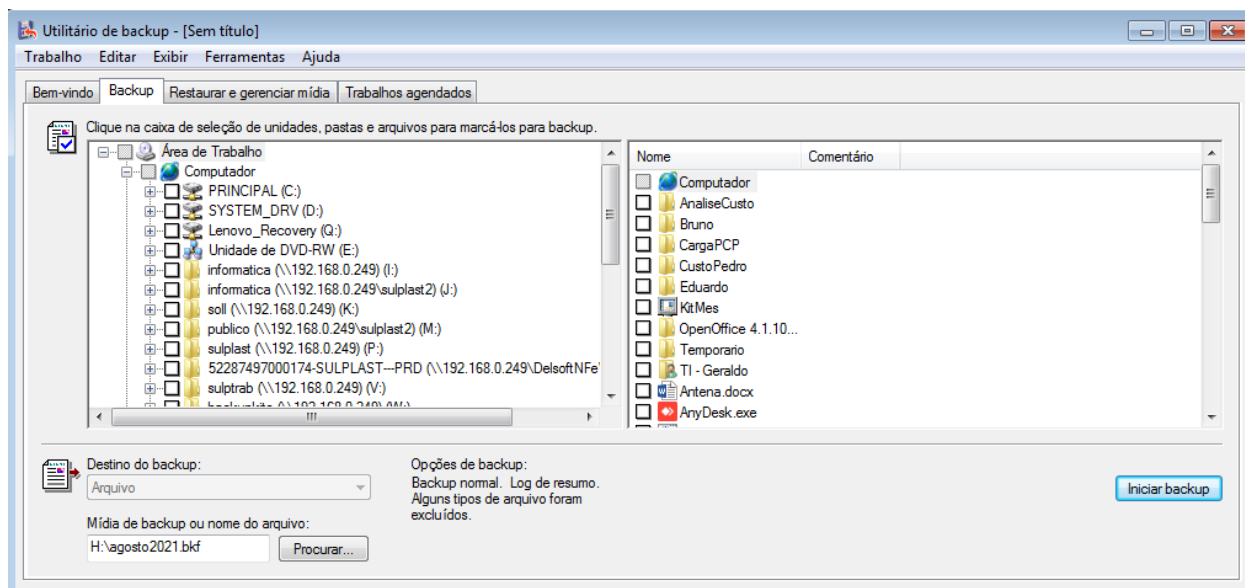 Utilitário de backup - [Sem título]
Trabalho Editar Exibir Ferramentas Ajuda
Bem-vindo Backup Restaurar e gerenciar mídia Trabalhos agendados
Clique na caixa de seleção de unidades, pastas e arquivos para marcá-los para backup.
Área de Trabalho
Computador
PRINCIPAL (C:)
SYSTEM_DRV (D:)
Lenovo_Recovery (Q:)
Unidade de DVD-RW (E:)
informatica (\\192.168.0.249) (I:)
informatica (\\192.168.0.249\sulplast2) (J:)
soll (\\192.168.0.249) (K:)
publico (\\192.168.0.249\sulplast2) (M:)
sulplast (\\192.168.0.249) (P:)
52287497000174-SULPLAST---PRD (\\192.168.0.249\DelsoftNFe
sulptrab (\\192.168.0.249) (V:)
Nome Comentário
Computador
AnaliseCusto
Bruno
CargaPCP
CustoPedro
Eduardo
KitMes
OpenOffice 4.1.10...
Temporario
TI - Geraldo
Antena.docx
AnyDesk.exe
Destino do backup:
Arquivo
Mídia de backup ou nome do arquivo:
H:\agosto2021.bkf Procurar...
Opções de backup:
Backup normal. Log de resumo.
Alguns tipos de arquivo foram
excluídos.
Iniciar backup